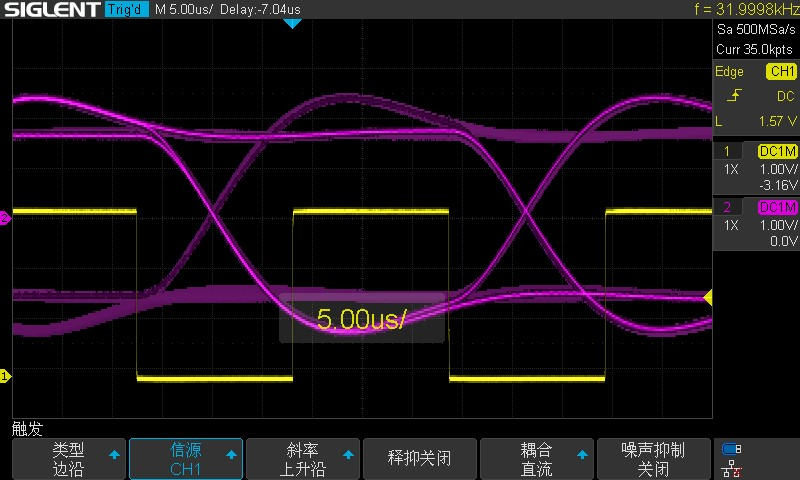 SIGLENT Trig'd M 5.00us/ Delay:-7.04us f = 31.9998kHz
Sa 500MSa/s
Curr 35.0kpts
Edge CH1
DC
L 1.57 V
1 DC1M
1X 1.00V/
-3.16V
2 DC1M
1X 1.00V/
0.0V
2
5.00us/
1
触发
类型
边沿
信源
CH1
斜率
上升沿
释抑关闭
耦合
直流
噪声抑制
关闭